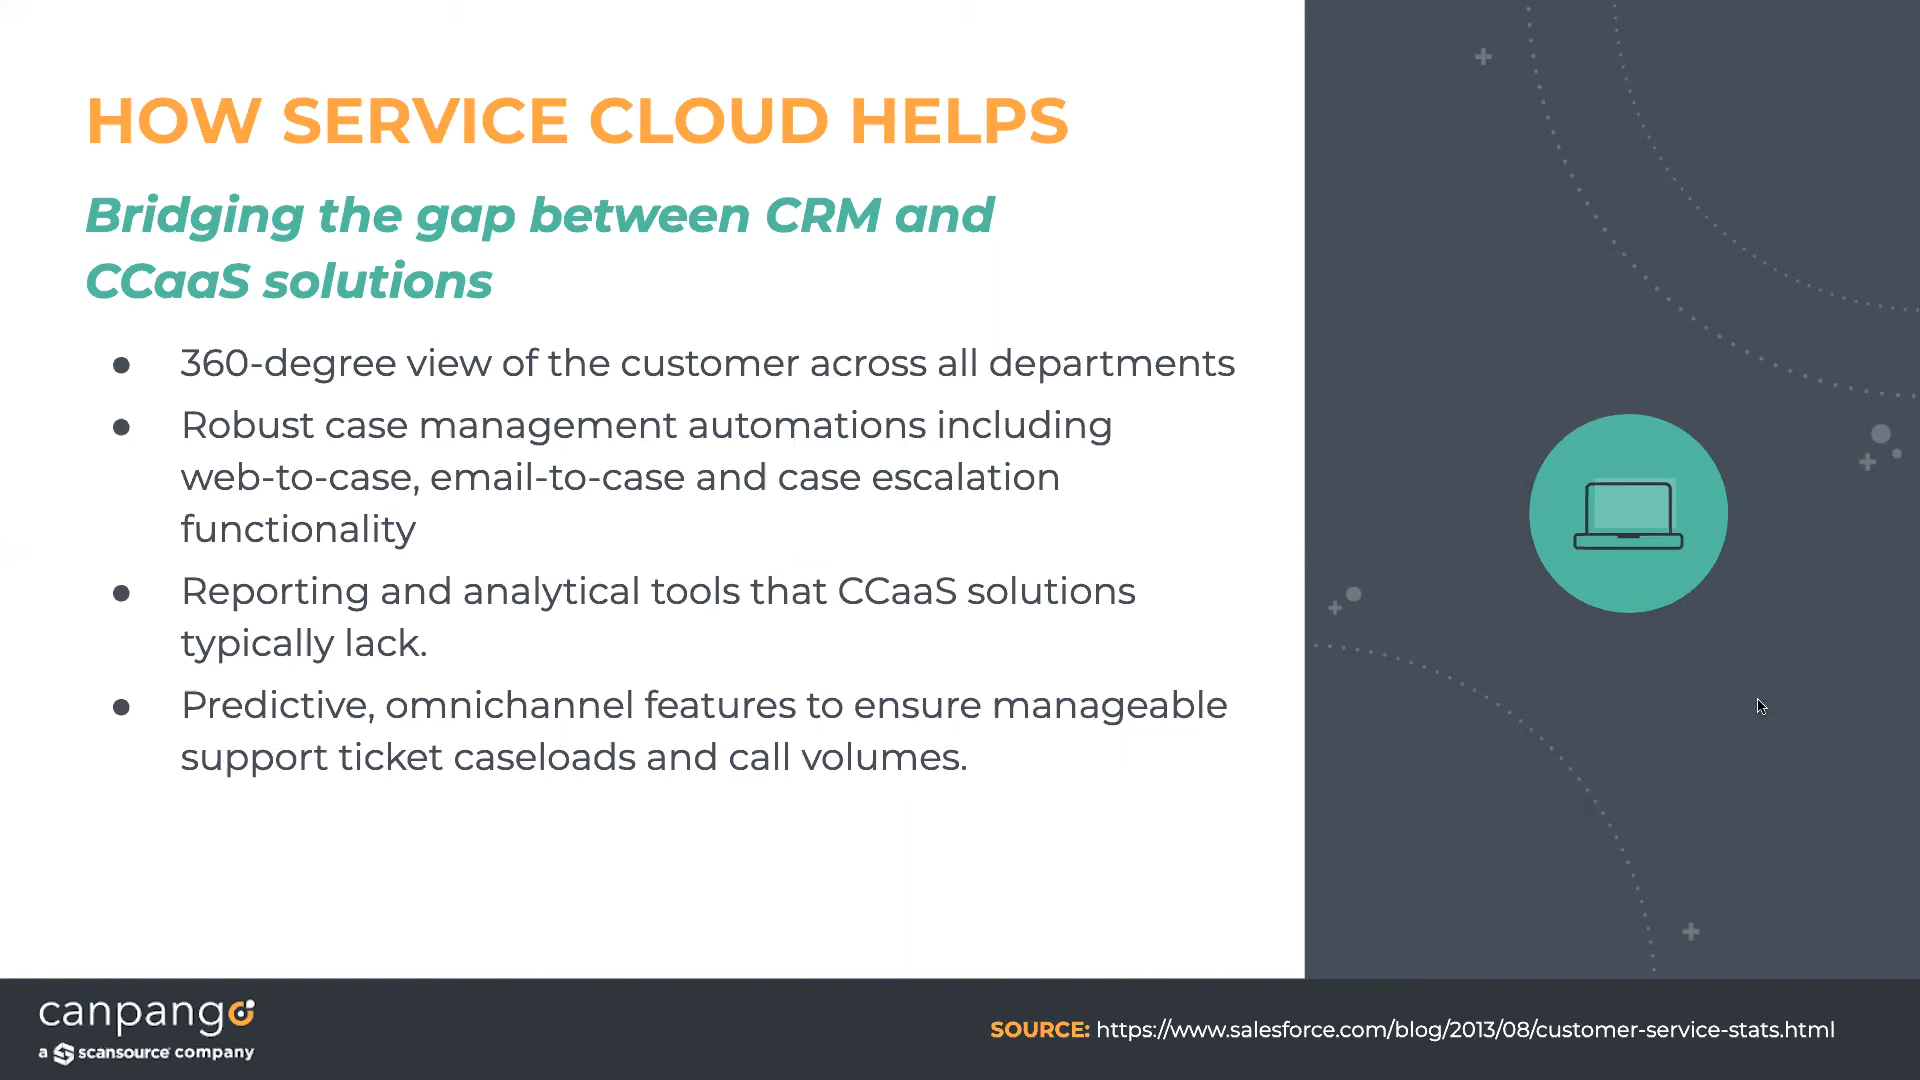 HOW SERVICE CLOUD HELPS
Bridging the gap between CRM and
CCaaS solutions
● 360-degree view of the customer across all departments
● Robust case management automations including
web-to-case, email-to-case and case escalation
functionality
● Reporting and analytical tools that CCaaS solutions
typically lack.
● Predictive, omnichannel features to ensure manageable
support ticket caseloads and call volumes.
canpango
a scansource company
SOURCE: https://www.salesforce.com/blog/2013/08/customer-service-stats.html